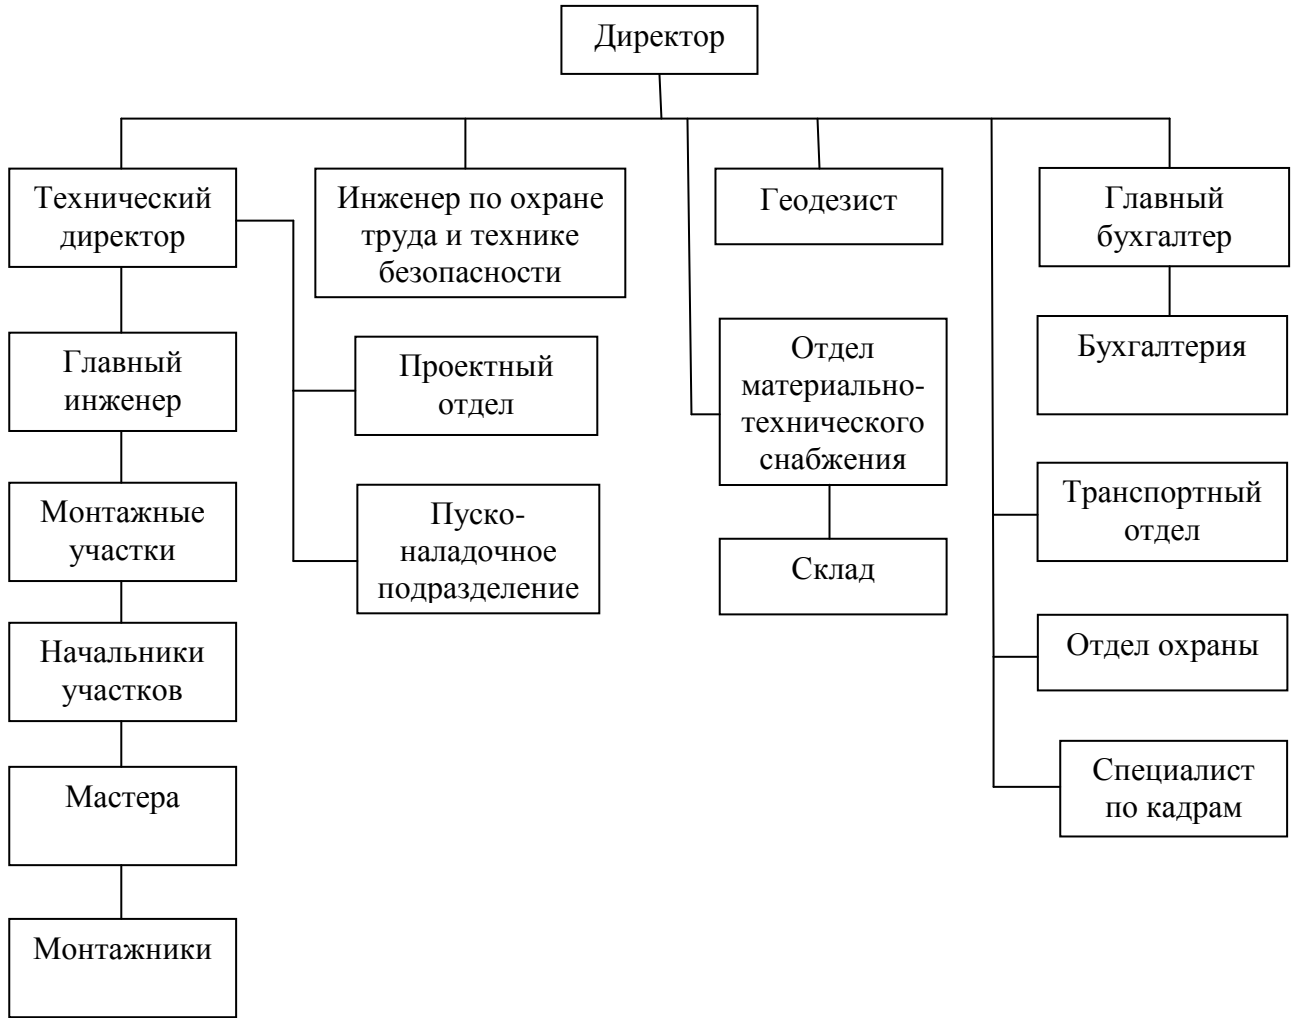 Директор
Технический
директор
Инженер по охране
труда и технике
безопасности
Геодезист
Главный
бухгалтер
Главный
инженер
Проектный
отдел
Отдел
материально-
технического
снабжения
Бухгалтерия
Монтажные
участки
Пуско-
наладочное
подразделение
Склад
Транспортный
отдел
Начальники
участков
Отдел охраны
Мастера
Специалист
по кадрам
Монтажники